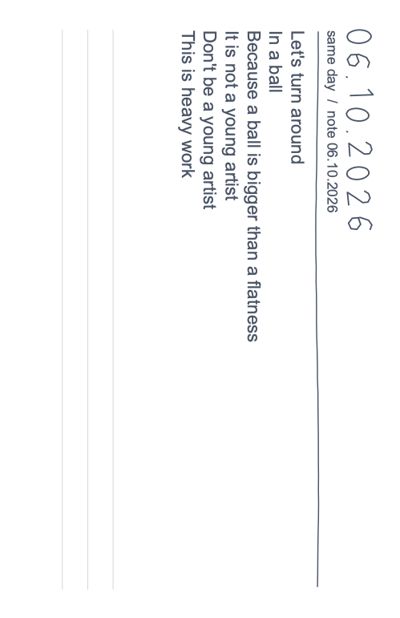 06.10.2026
same day / note 06.10.2026
Let's turn around
In a ball
Because a ball is bigger than a flatness
It is not a young artist
Don't be a young artist
This is heavy work